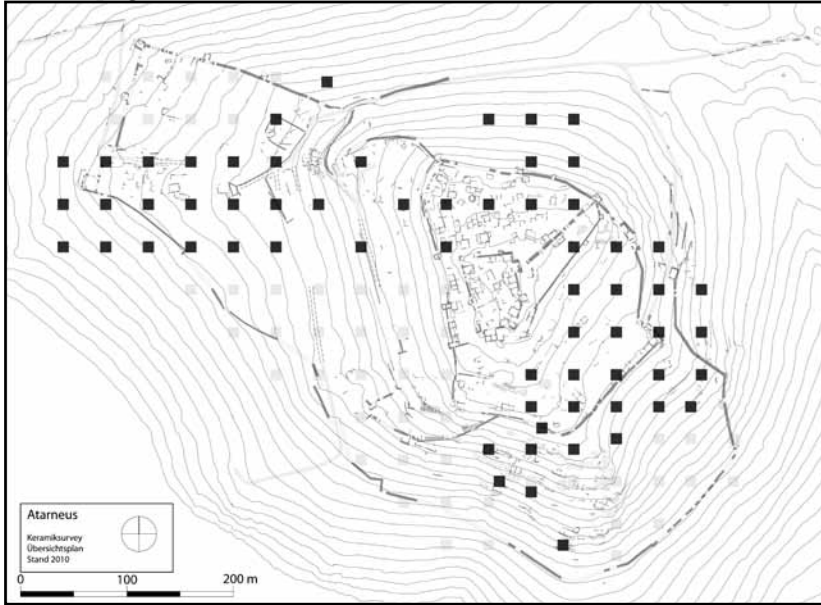 Atarneus
Keramiksurvey
Übersichtsplan
Stand 2010
0 100 200 m